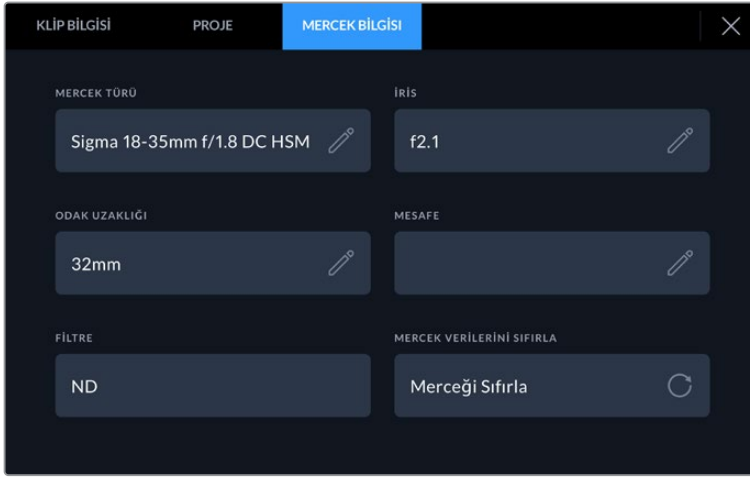 KLİP BİLGİSİ PROJE MERCEK BİLGİSI
MERCEK TÜRÜ İRİS
Sigma 18-35mm f/1.8 DC HSM f2.1
ODAK UZAKLIĞI MESAFE
32mm
FİLTRE MERCEK VERİLERİNİ SIFIRLA
ND Merceği Sıfırla